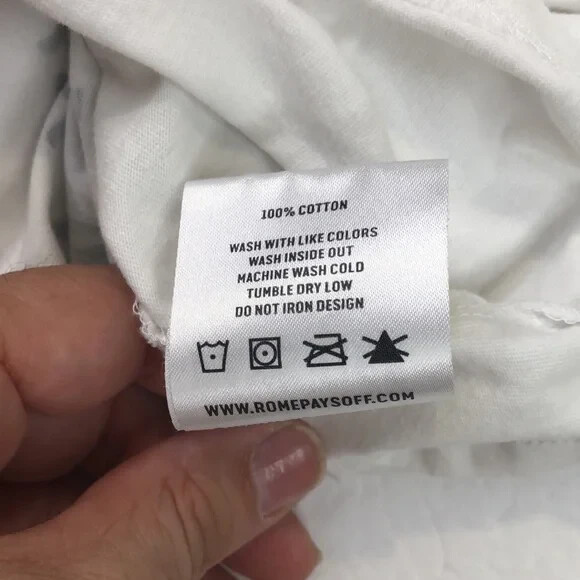 100% COTTON
WASH WITH LIKE COLORS
WASH INSIDE OUT
MACHINE WASH COLD
TUMBLE DRY LOW
DO NOT IRON DESIGN
WWW.ROMEPAYSOFF.COM